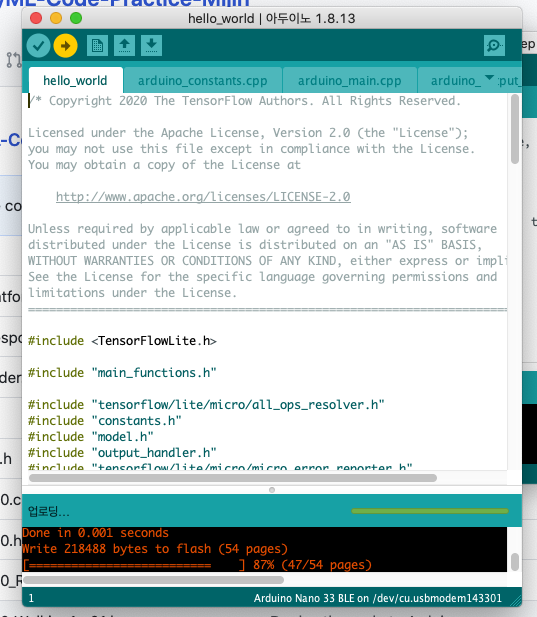 hello_world | 아두이노 1.8.13
hello_world
arduino_constants.cpp
arduino_main.cpp
arduino_
/* Copyright 2020 The TensorFlow Authors. All Rights Reserved.
Licensed under the Apache License, Version 2.0 (the "License");
you may not use this file except in compliance with the License.
You may obtain a copy of the License at
http://www.apache.org/licenses/LICENSE-2.0
Unless required by applicable law or agreed to in writing, software
distributed under the License is distributed on an "AS IS" BASIS,
WITHOUT WARRANTIES OR CONDITIONS OF ANY KIND, either express or impl
See the License for the specific language governing permissions and
limitations under the License.
#include <TensorFlowLite.h>
#include "main_functions.h"
#include "tensorflow/lite/micro/all_ops_resolver.h"
#include "constants.h"
#include "model.h"
#include "output_handler.h"
#include "tensorflow/lite/micro/micro_error_reporter.h"
업로딩...
Done in 0.001 seconds
Write 218488 bytes to flash (54 pages)
[==========================    ] 87% (47/54 pages)
1
Arduino Nano 33 BLE on /dev/cu.usbmodem143301